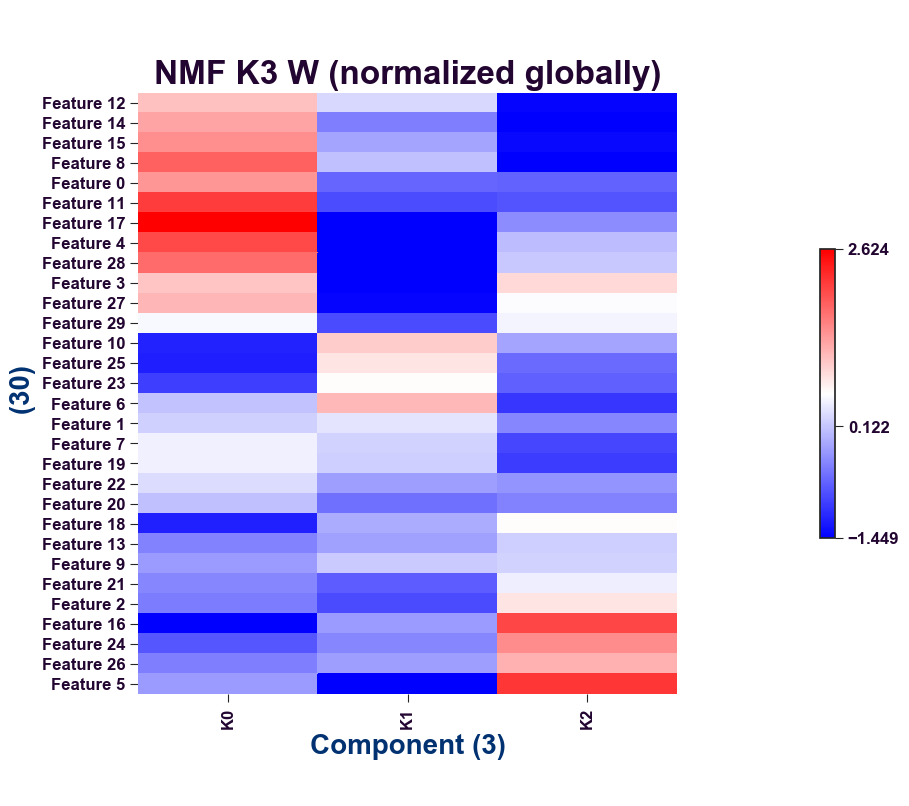 NMF K3 W (normalized globally)
Feature 12
Feature 14
Feature 15
Feature 8
Feature 0
Feature 11
Feature 17
Feature 4
Feature 28
Feature 3
Feature 27
Feature 29
Feature 10
Feature 25
Feature 23
Feature 6
Feature 1
Feature 7
Feature 19
Feature 22
Feature 20
Feature 18
Feature 13
Feature 9
Feature 21
Feature 2
Feature 16
Feature 24
Feature 26
Feature 5
(30)
K0
K1
K2
Component (3)
2.624
0.122
−1.449